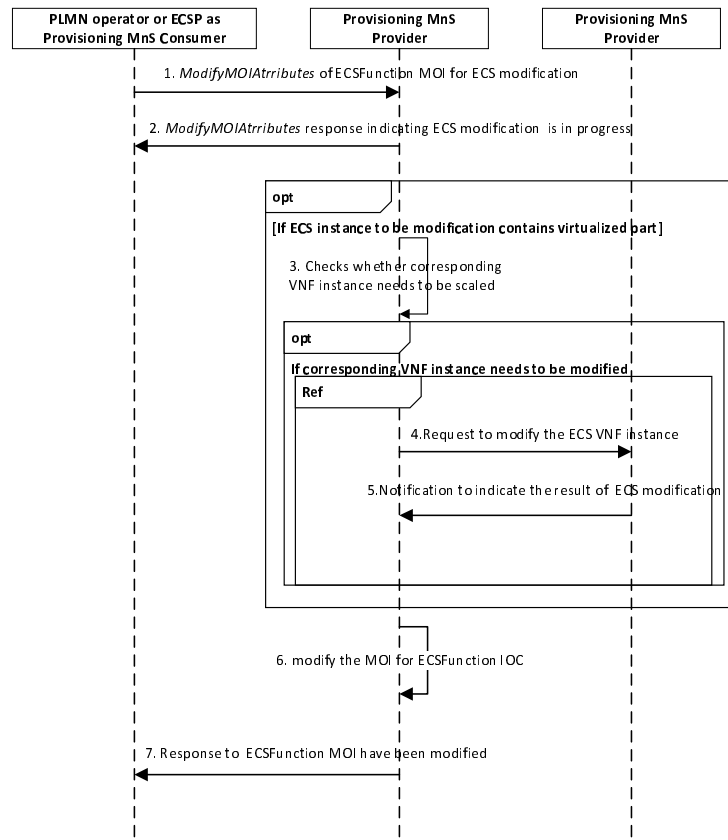 PLMN operator or ECSP as
Provisioning MnS Consumer
Provisioning MnS
Provider
Provisioning MnS
Provider
1. ModifyMOIAtrributes of ECSFunction MOI for ECS modification
2. ModifyMOIAtrributes response indicating ECS modification is in progress
opt
[If ECS instance to be modification contains virtualized part]
3. Checks whether corresponding
VNF instance needs to be scaled
opt
If corresponding VNF instance needs to be modified
Ref
4.Request to modify the ECS VNF instance
5.Notification to indicate the result of ECS modification
6. modify the MOI for ECSFunction IOC
7. Response to ECSFunction MOI have been modified